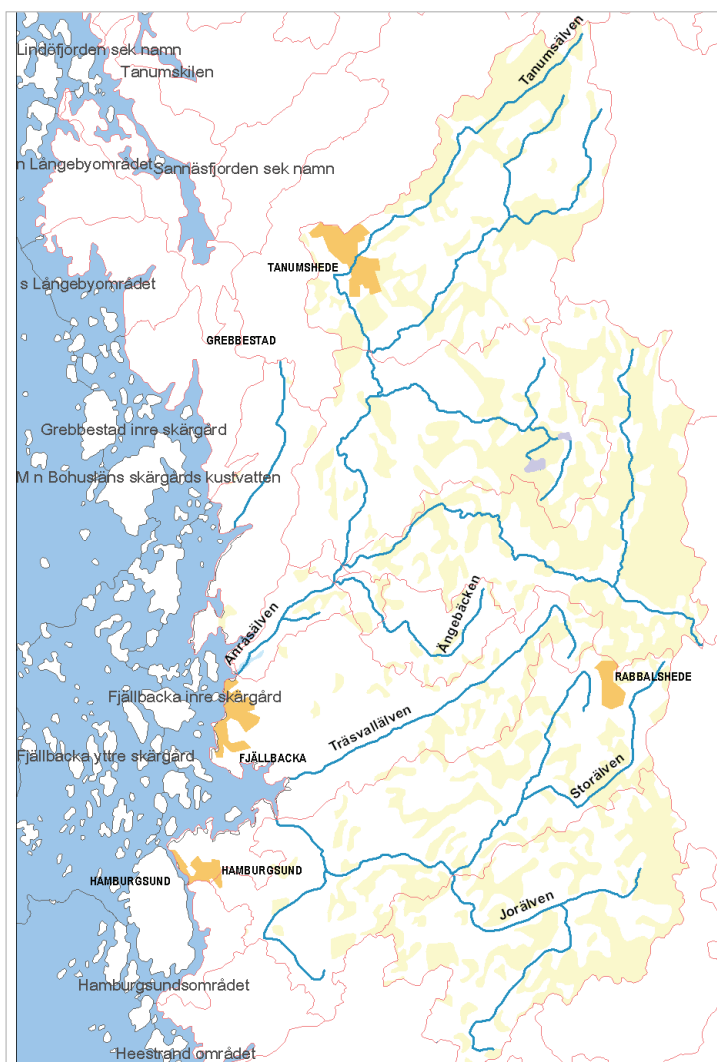 Lindöfjorden sek namn
Tanumskilen
Tanumsälven
n Långebyområdet
Sannäsfjorden sek namn
TANUMSHEDE
s Långebyområdet
GREBBESTAD
Grebbestad inre skärgård
M n Bohusläns skärgårds kustvatten
Anråsälven
Ängebäcken
RABBALSHEDE
Fjällbacka inre skärgård
Träsvallälven
Fjällbacka yttre skärgård
FJÄLLBACKA
Storälven
HAMBURGSUND
HAMBURGSUND
Jorälven
Hamburgsundsområdet
Heestrand området